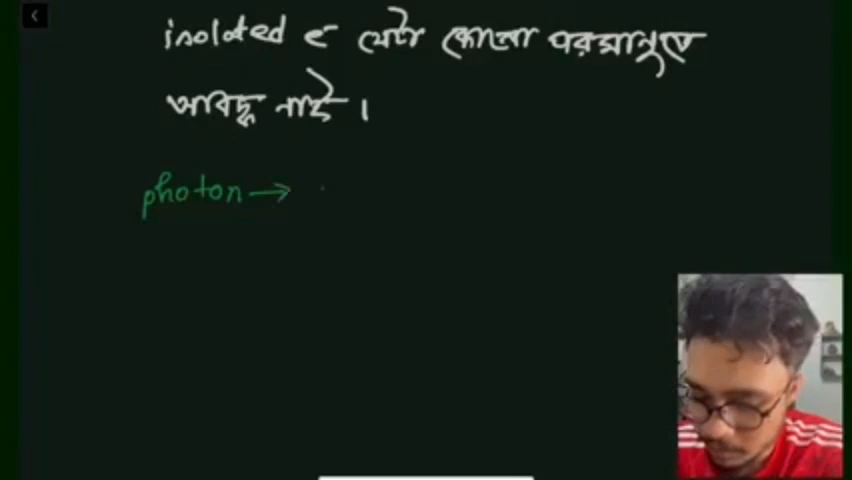 isolated e⁻ যেটা কোনো পরমানুতে
আবদ্ধ নাই ।
photon →